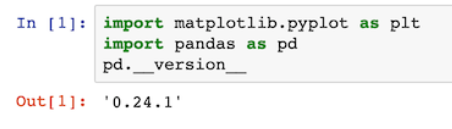 In [1]: import matplotlib.pyplot as plt
import pandas as pd
pd.__version__
Out[1]: '0.24.1'